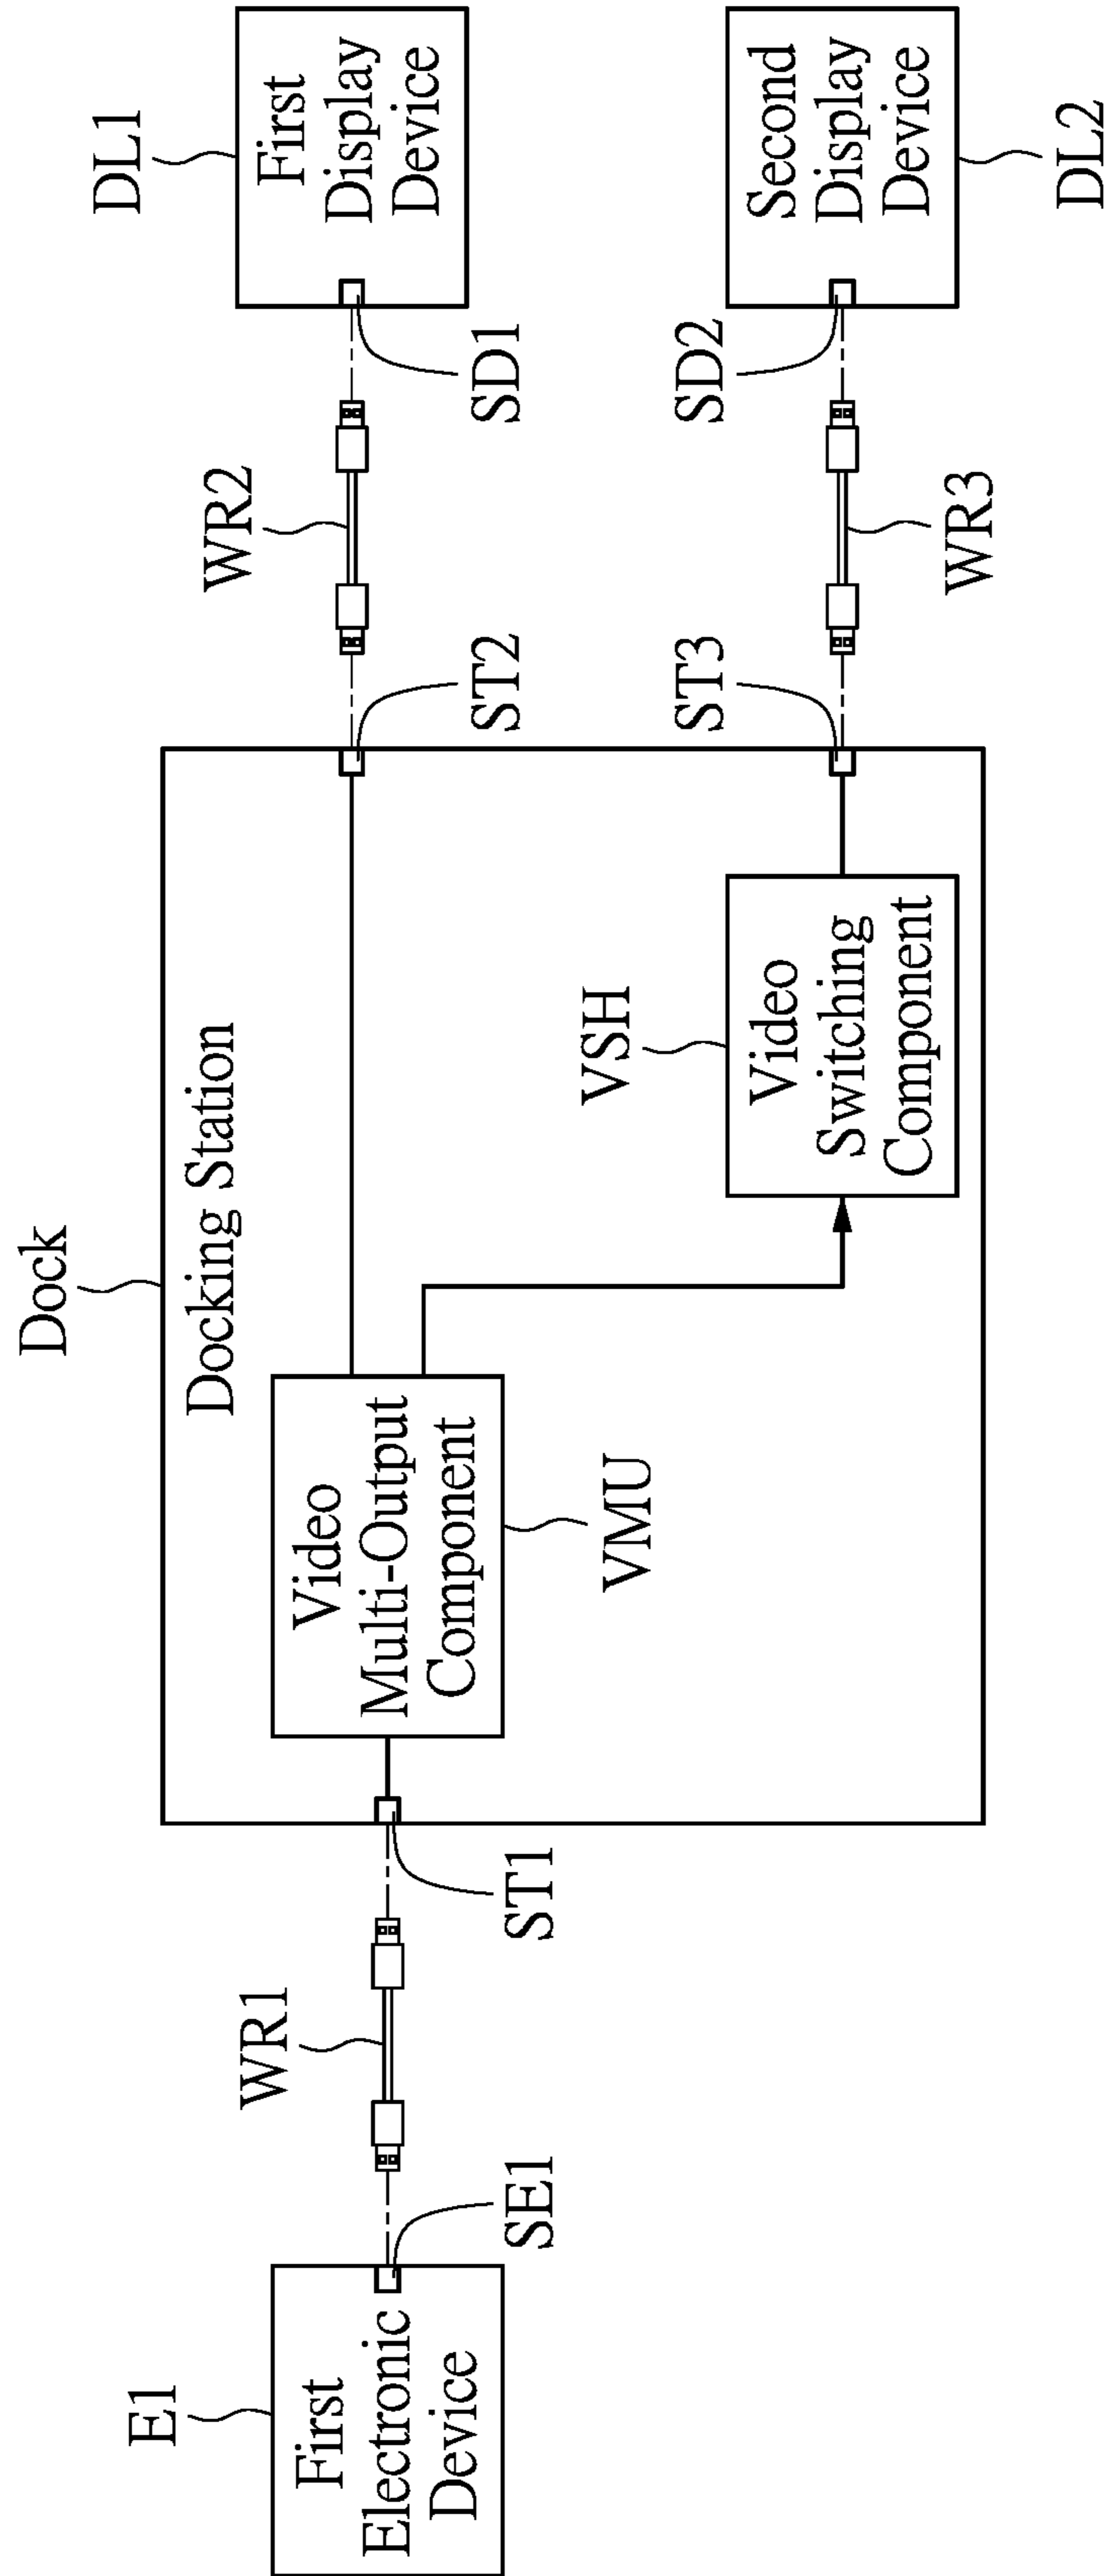 Dock
Docking Station
E1
First
Electronic
Device
SE1
WR1
ST1
Video
Multi-Output
Component
VMU
VSH
Video
Switching
Component
ST2
WR2
SD1
DL1
First
Display
Device
ST3
WR3
SD2
Second
Display
Device
DL2